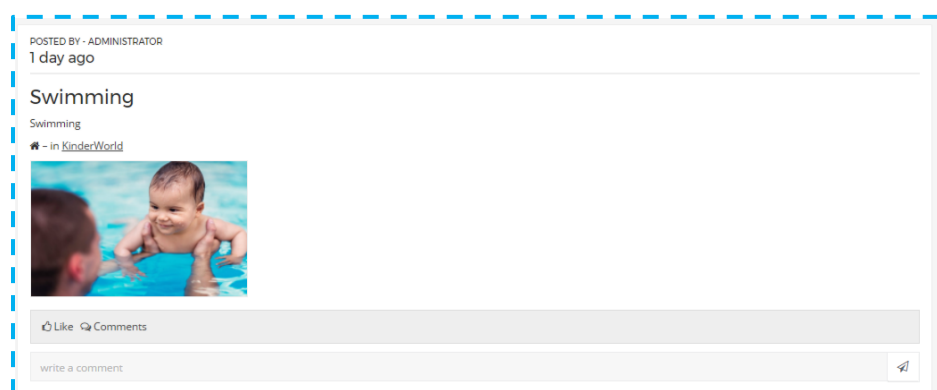 POSTED BY - ADMINISTRATOR
1 day ago
Swimming
Swimming
– in KinderWorld
Like Comments
write a comment